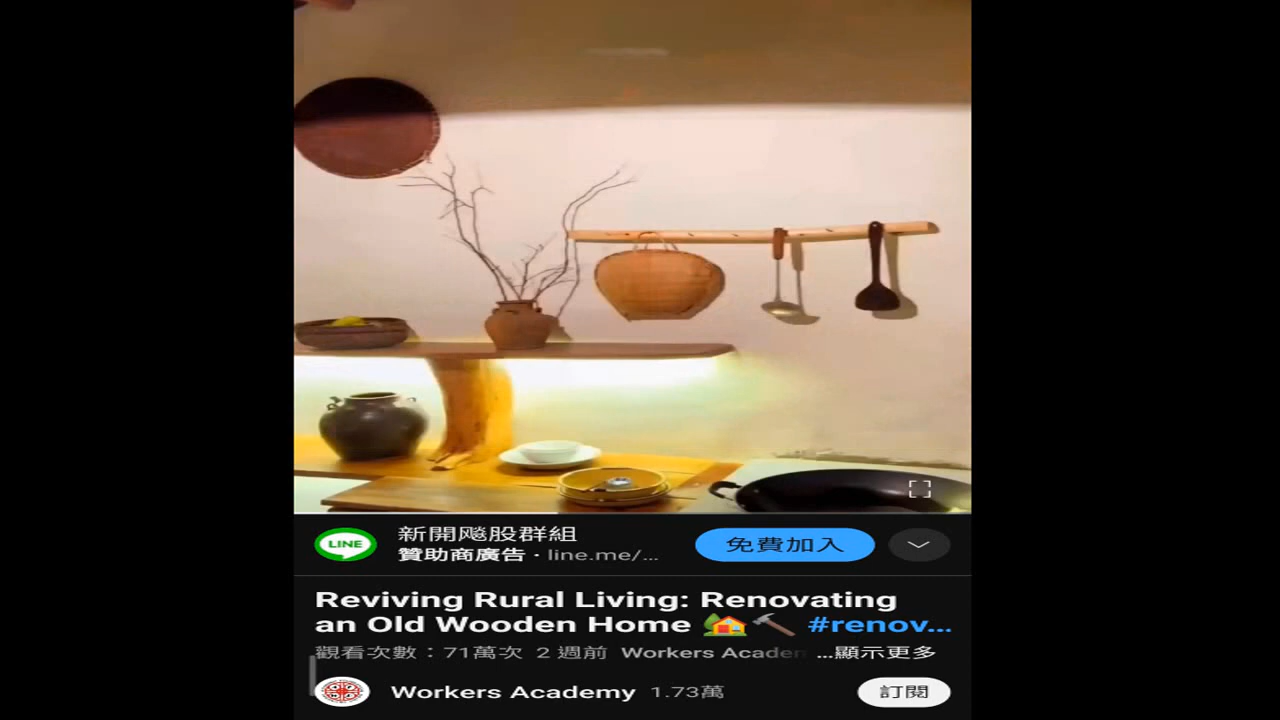 LINE
新開飈股群組
贊助商廣告 · line.me/...
免費加入
Reviving Rural Living: Renovating
an Old Wooden Home 🏡🔨 #renov...
觀看次數：71萬次 2 週前 Workers Academ ...顯示更多
Workers Academy 1.73萬
訂閱